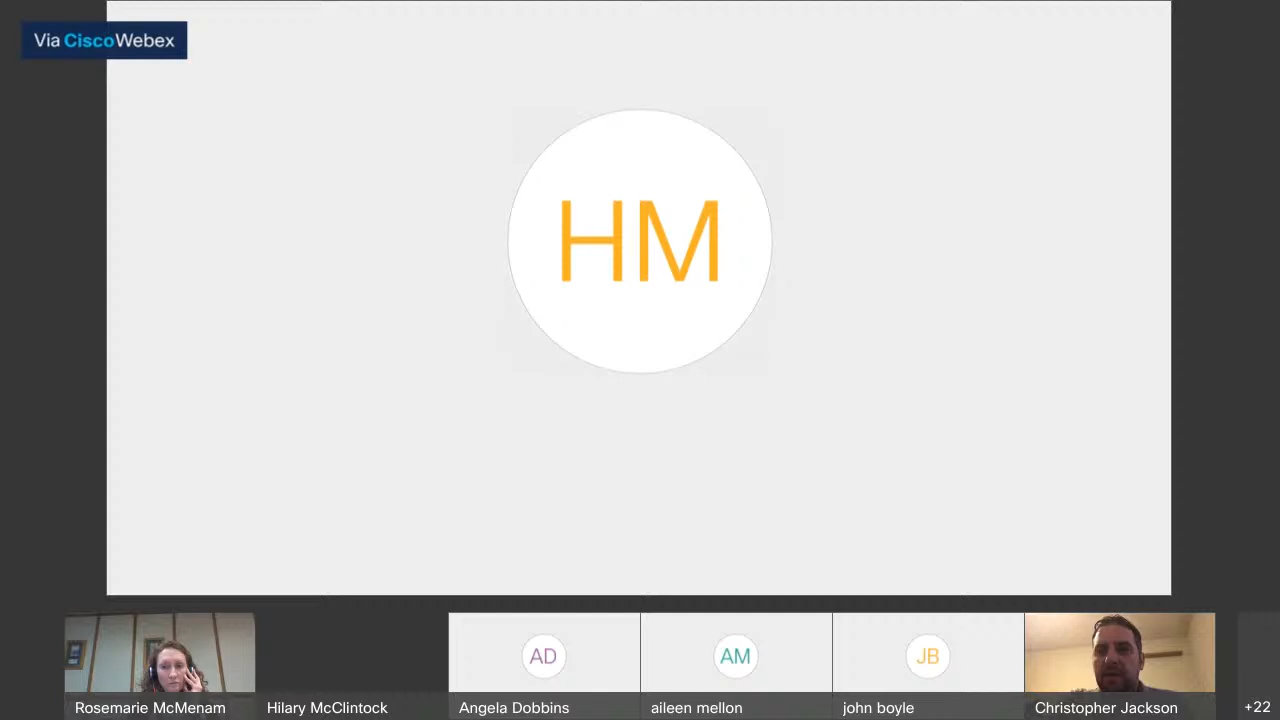 Via CiscoWebex
HM
AD
AM
JB
Rosemarie McMenam
Hilary McClintock
Angela Dobbins
aileen mellon
john boyle
Christopher Jackson
+22